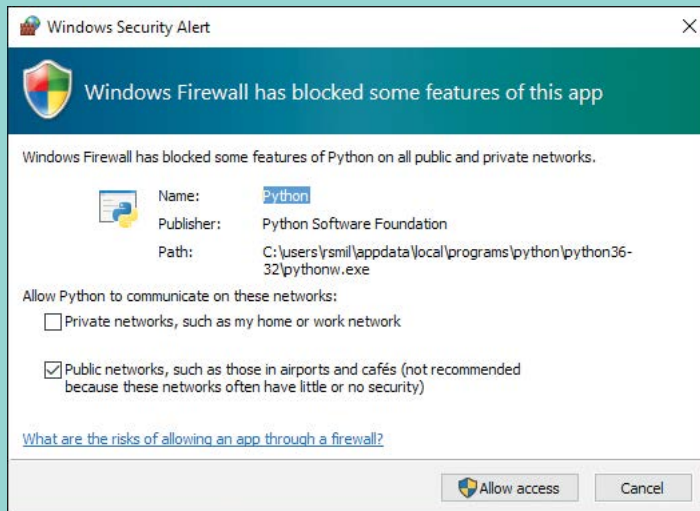 Windows Security Alert
Windows Firewall has blocked some features of this app
Windows Firewall has blocked some features of Python on all public and private networks.
Name: Python
Publisher: Python Software Foundation
Path: C:\users\rsmil\appdata\local\programs\python\python36-
32\pythonw.exe
Allow Python to communicate on these networks:
Private networks, such as my home or work network
Public networks, such as those in airports and cafés (not recommended
because these networks often have little or no security)
What are the risks of allowing an app through a firewall?
Allow access Cancel